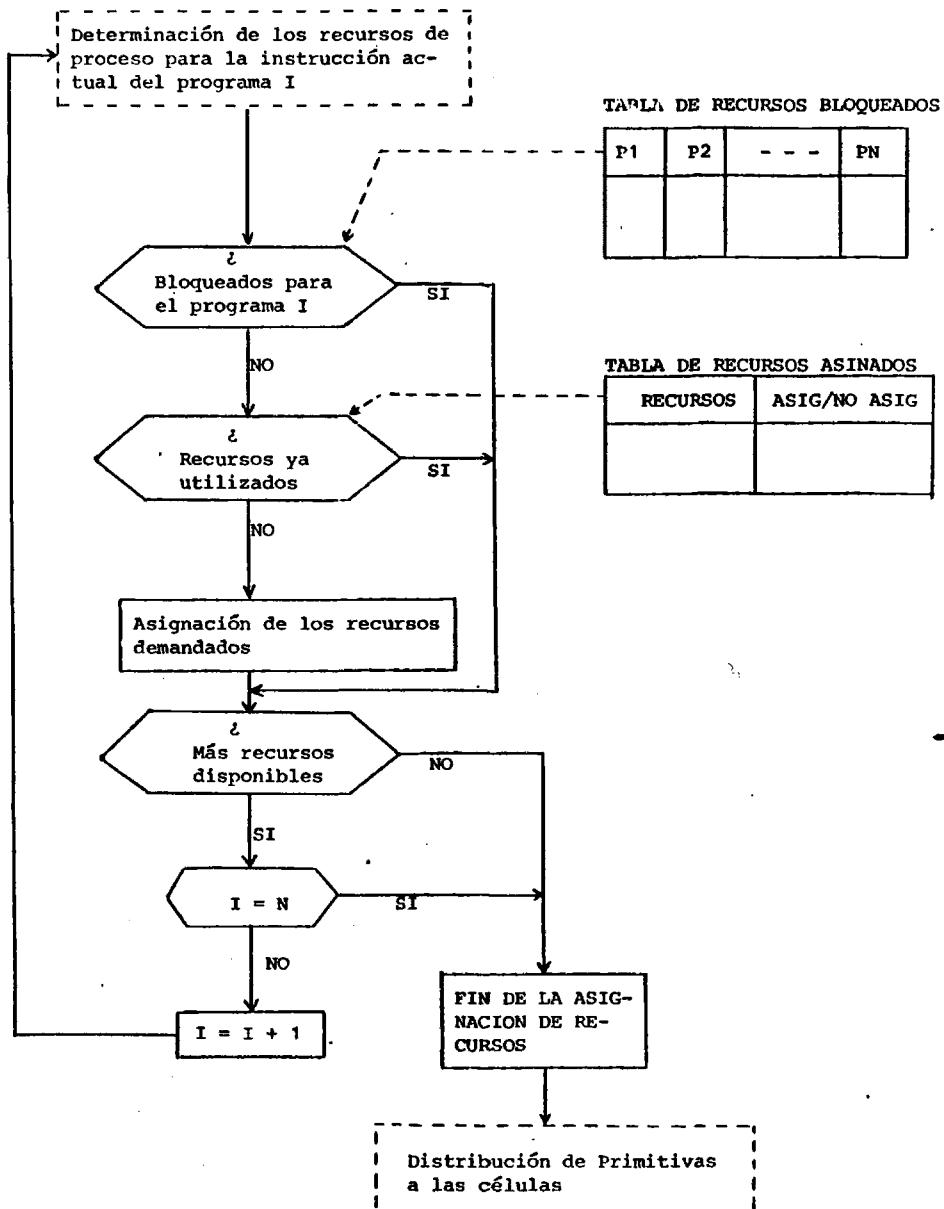 Determinación de los recursos de
proceso para la instrucción ac-
tual del programa I
TABLA DE RECURSOS BLOQUEADOS
P1 P2 - - - PN
¿
Bloqueados para
el programa I
SI
NO
TABLA DE RECURSOS ASINADOS
RECURSOS ASIG/NO ASIG
¿
Recursos ya
utilizados
SI
NO
Asignación de los recursos
demandados
¿
Más recursos
disponibles
NO
SI
I = N
SI
NO
I = I + 1
FIN DE LA ASIG-
NACION DE RE-
CURSOS
Distribución de Primitivas
a las células